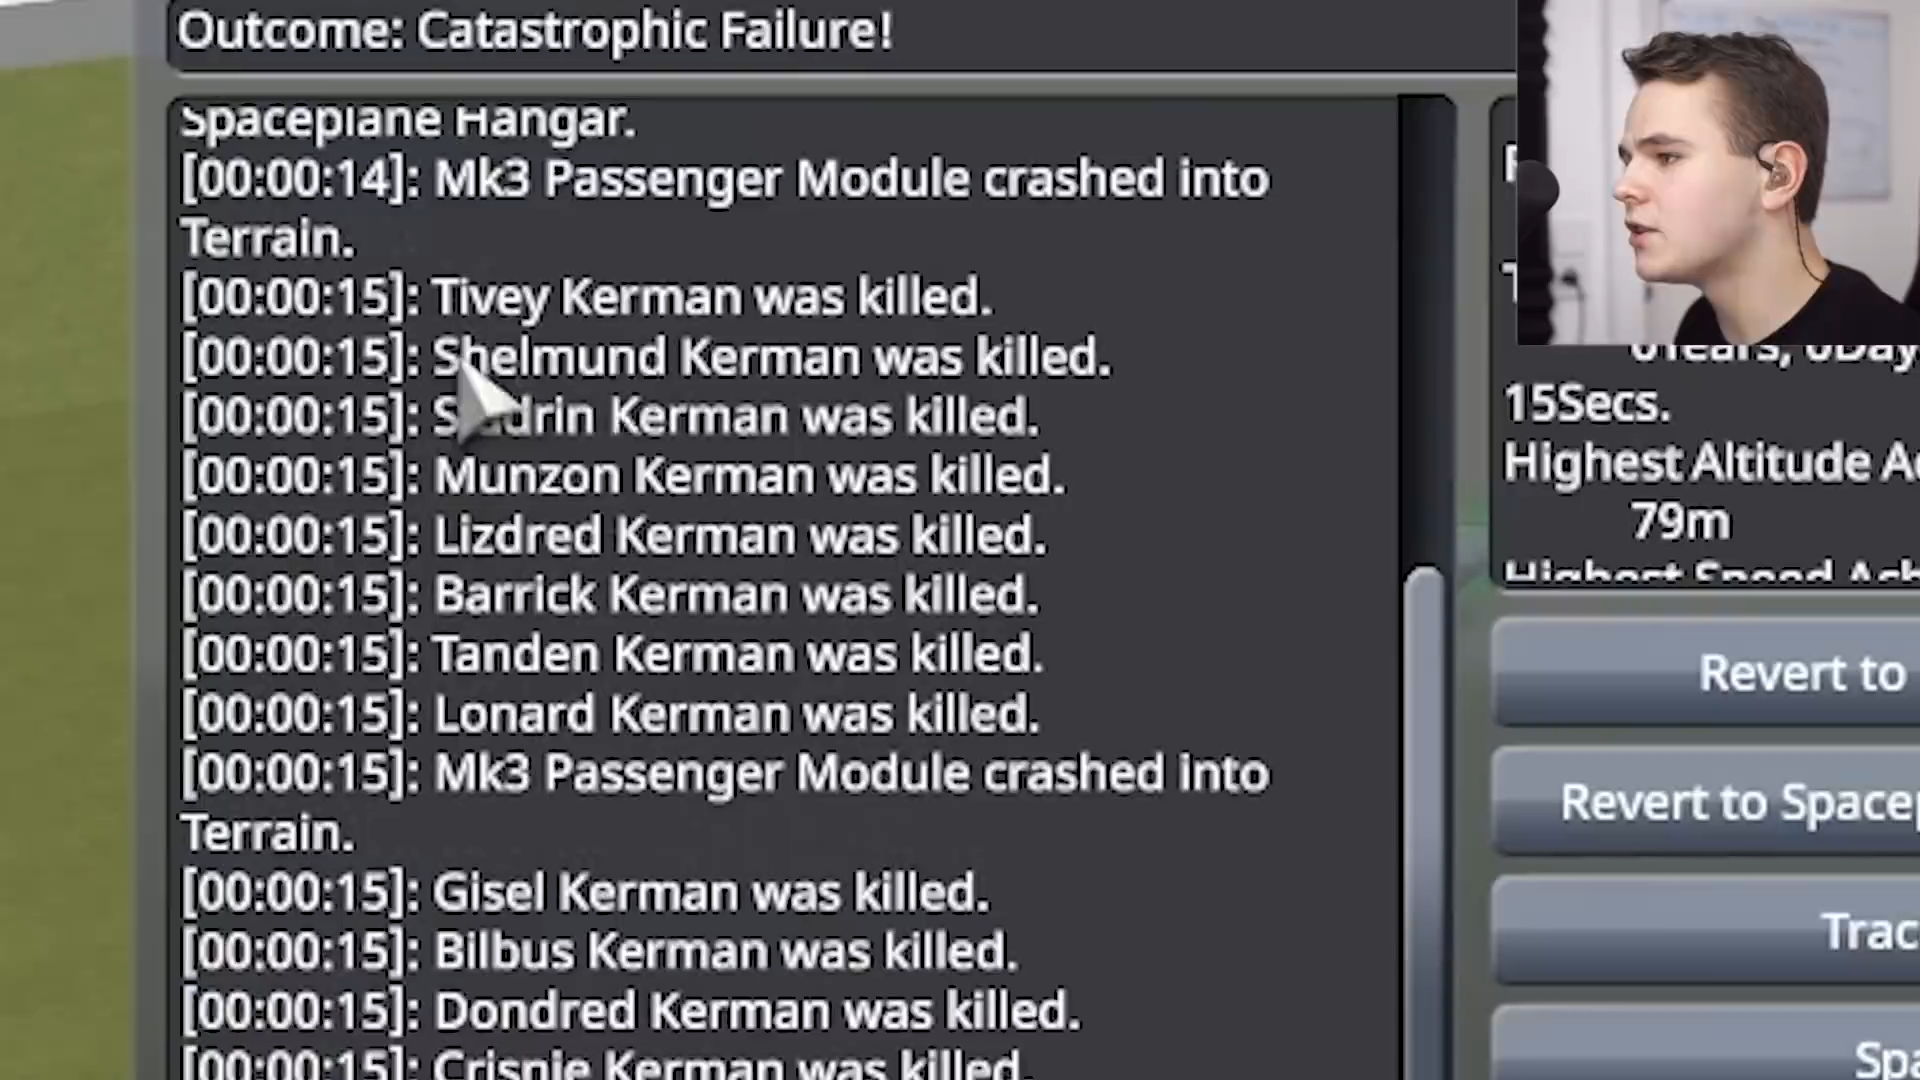 Outcome: Catastrophic Failure!
Spaceplane Hangar.
[00:00:14]: Mk3 Passenger Module crashed into
Terrain.
[00:00:15]: Tivey Kerman was killed.
[00:00:15]: Shelmund Kerman was killed.
[00:00:15]: Kerman was killed.
[00:00:15]: Munzon Kerman was killed.
[00:00:15]: Lizdred Kerman was killed.
[00:00:15]: Barrick Kerman was killed.
[00:00:15]: Tanden Kerman was killed.
[00:00:15]: Lonard Kerman was killed.
[00:00:15]: Mk3 Passenger Module crashed into
Terrain.
[00:00:15]: Gisel Kerman was killed.
[00:00:15]: Bilbus Kerman was killed.
[00:00:15]: Dondred Kerman was killed.
[00:00:15]: Crisnie Kerman was killed.
0Years, 0Day
15Secs.
Highest Altitude
79m
Highest Speed
Revert to
Revert to